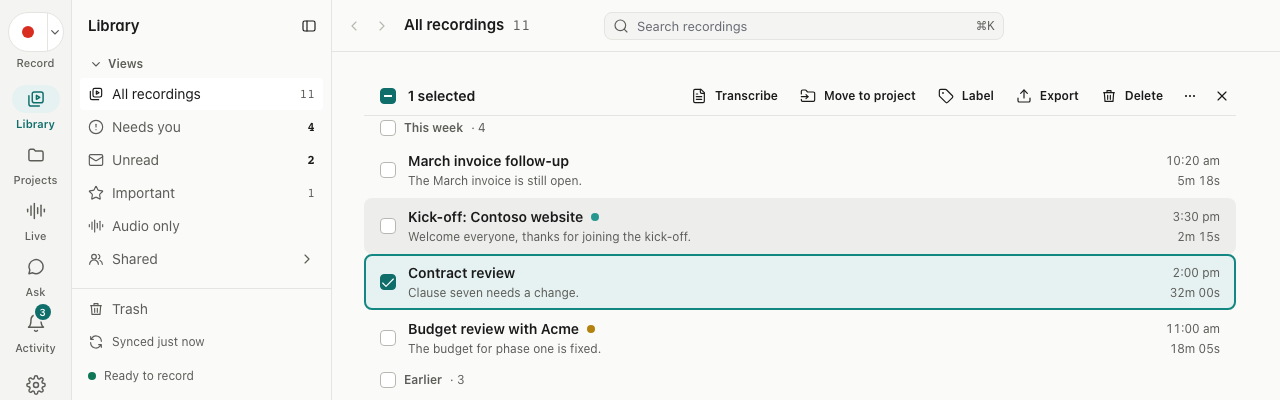 Record
Library
Projects
Live
Ask
3
Activity
Library
Views
All recordings 11
Needs you 4
Unread 2
Important 1
Audio only
Shared
Trash
Synced just now
Ready to record
All recordings 11
Search recordings ⌘K
1 selected
Transcribe
Move to project
Label
Export
Delete
This week · 4
March invoice follow-up 10:20 am
The March invoice is still open. 5m 18s
Kick-off: Contoso website 3:30 pm
Welcome everyone, thanks for joining the kick-off. 2m 15s
Contract review 2:00 pm
Clause seven needs a change. 32m 00s
Budget review with Acme 11:00 am
The budget for phase one is fixed. 18m 05s
Earlier · 3